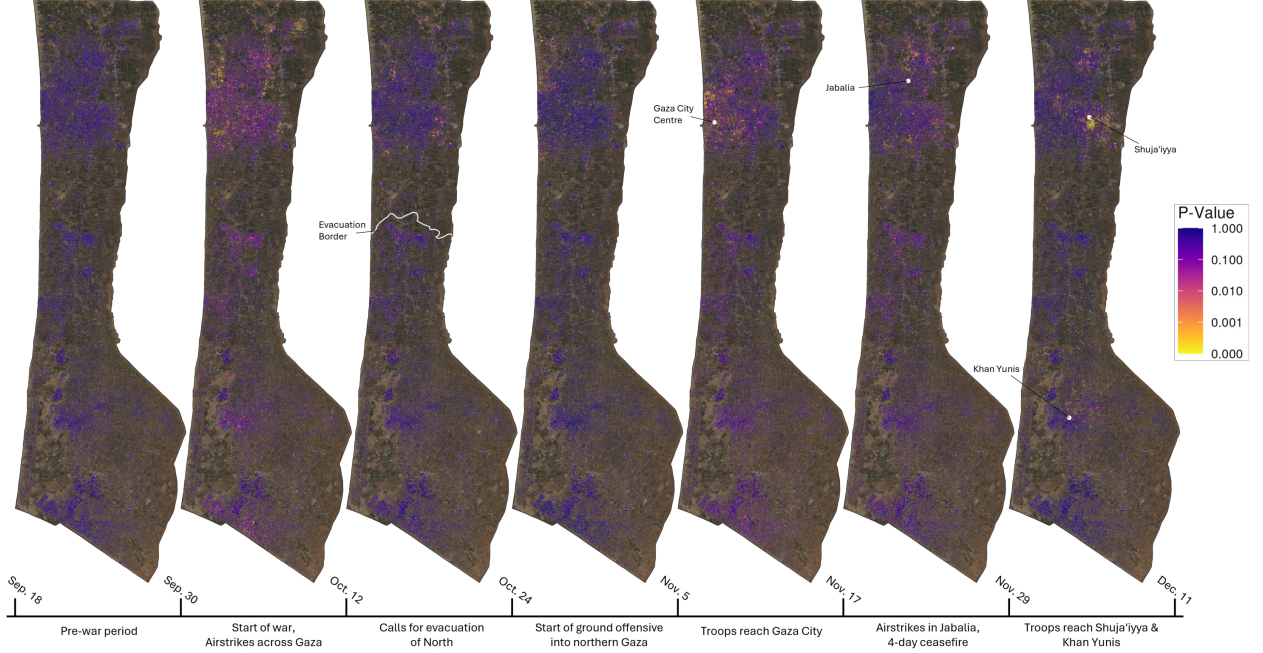 Jabalia
Gaza City
Centre
Shuja'iyya
P-Value
1.000
0.100
0.010
0.001
0.000
Evacuation
Border
Khan Yunis
Sep. 18
Sep. 30
Oct. 12
Oct. 24
Nov. 5
Nov. 17
Nov. 29
Dec. 11
Pre-war period
Start of war,
Airstrikes across Gaza
Calls for evacuation
of North
Start of ground offensive
into northern Gaza
Troops reach Gaza City
Airstrikes in Jabalia,
4-day ceasefire
Troops reach Shuja'iyya &
Khan Yunis